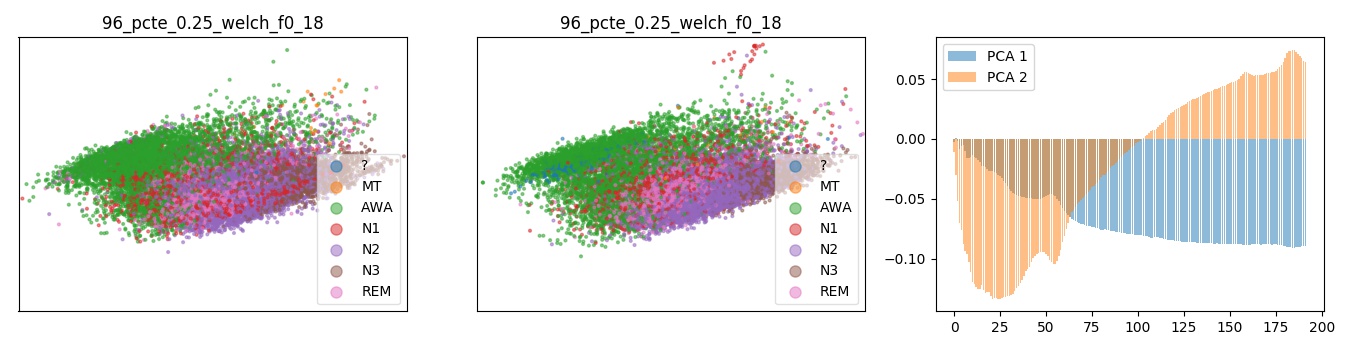 96_pcte_0.25_welch_f0_18
?
MT
AWA
N1
N2
N3
REM
96_pcte_0.25_welch_f0_18
?
MT
AWA
N1
N2
N3
REM
PCA 1
PCA 2
0.05
0.00
−0.05
−0.10
0 25 50 75 100 125 150 175 200